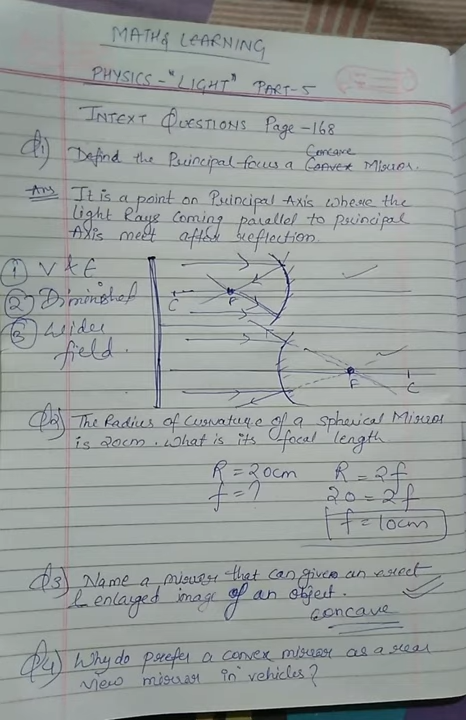 MATHS LEARNING
PHYSICS - "LIGHT" PART-5
INTEXT QUESTIONS Page -168
Q1) Defind the Principal focus a Convex Mirror.
Concave
Ans It is a point on Principal Axis where the
light Rays coming parallel to principal
Axis meet after reflection.
① V & E
② Diminished
③ Wider
field.
C
F
F
C
Q2) The Radius of Curvature of a spherical Mirror
is 20cm. What is its focal length
R = 20cm R = 2f
f = ? 20 = 2f
f = 10cm
Q3) Name a mirror that can given an erect
& enlarged image of an object.
Concave
Q4) Why do prefer a convex mirror as a rear
view mirror in vehicles?